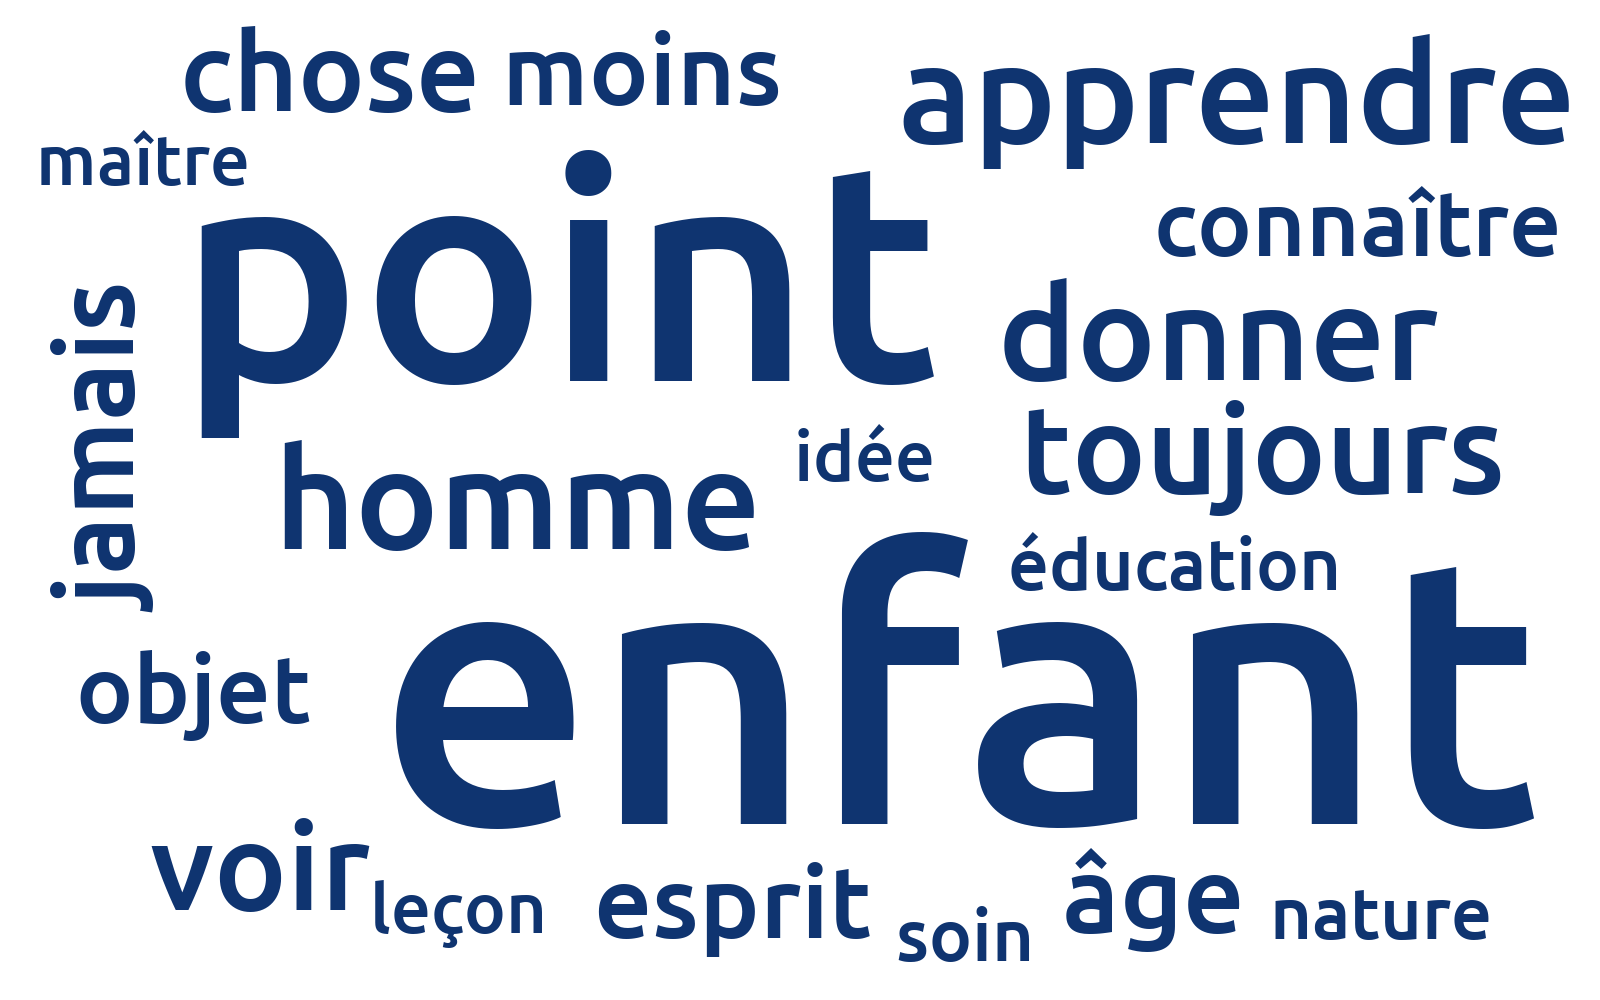 chose moins
apprendre
maître
point
connaître
jamais
donner
homme
idée
toujours
éducation
enfant
objet
voir
leçon
esprit
soin
âge
nature